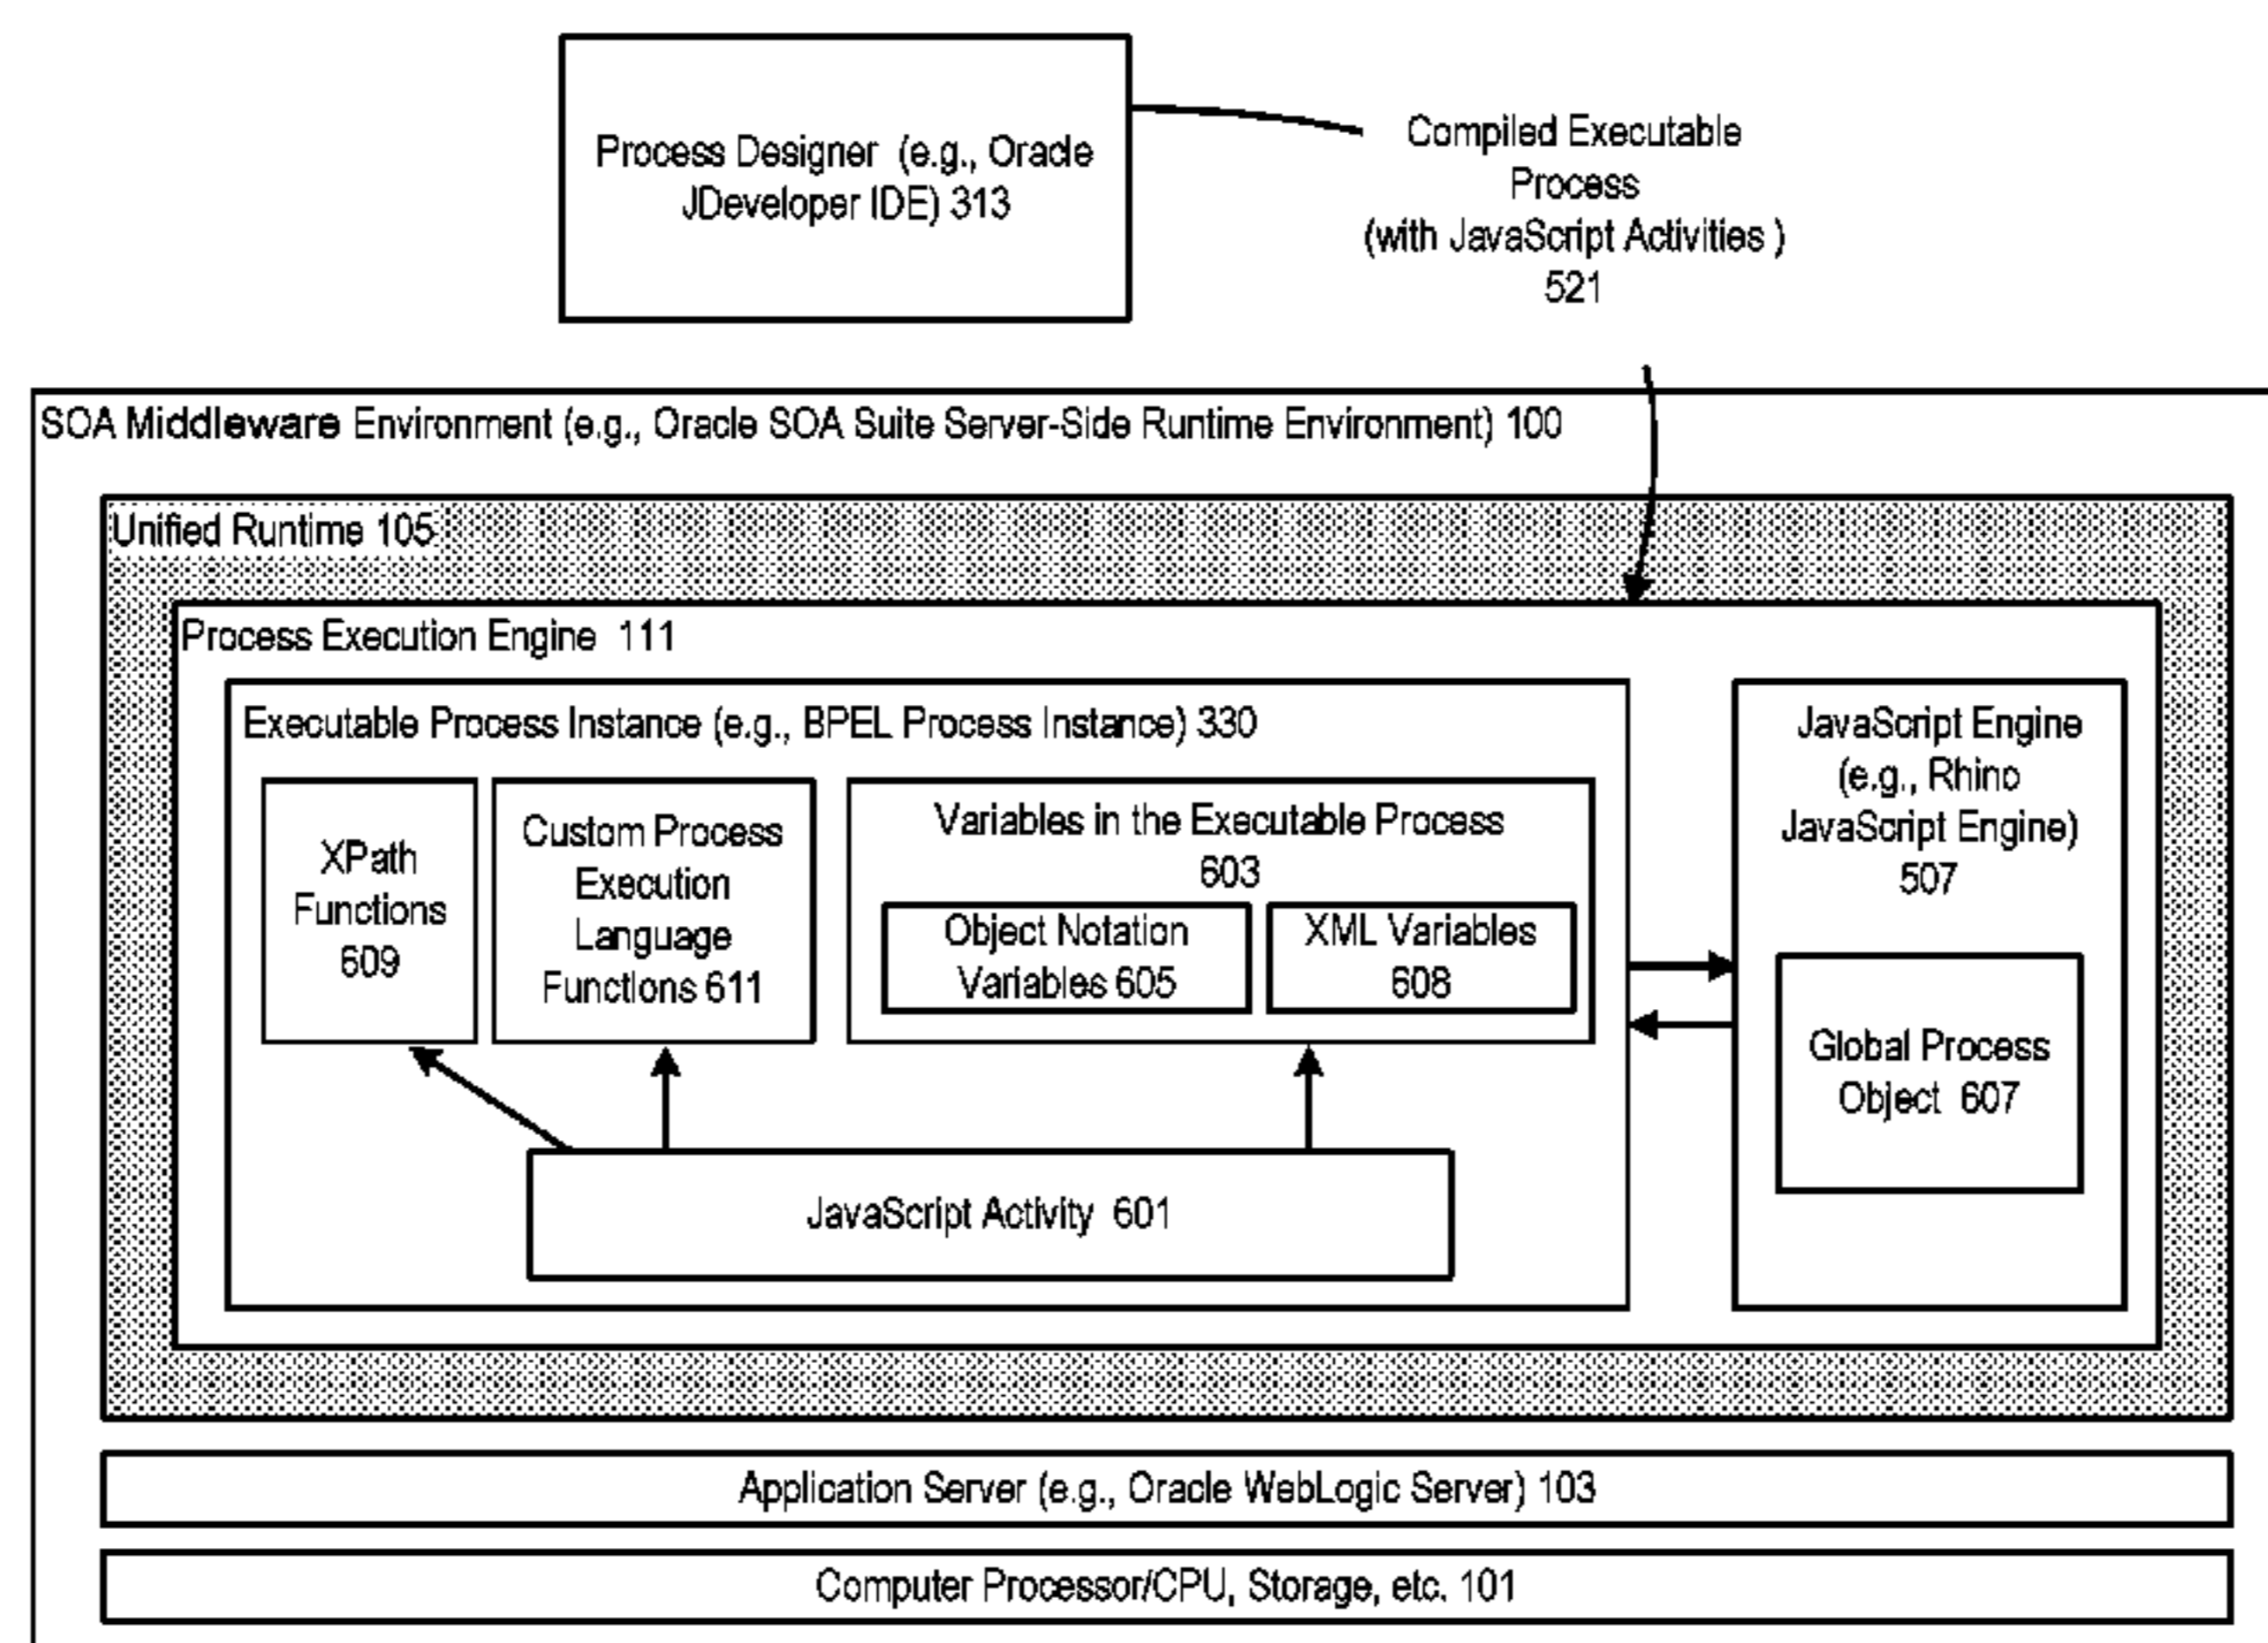 Process Designer (e.g., Oracle
JDeveloper IDE) 313
Compiled Executable
Process
(with JavaScript Activities )
521
SOA Middleware Environment (e.g., Oracle SOA Suite Server-Side Runtime Environment) 100
Unified Runtime 105
Process Execution Engine 111
Executable Process Instance (e.g., BPEL Process Instance) 330
XPath
Functions
609
Custom Process
Execution
Language
Functions 611
Variables in the Executable Process
603
Object Notation
Variables 605
XML Variables
608
JavaScript Activity 601
JavaScript Engine
(e.g., Rhino
JavaScript Engine)
507
Global Process
Object 607
Application Server (e.g., Oracle WebLogic Server) 103
Computer Processor/CPU, Storage, etc. 101